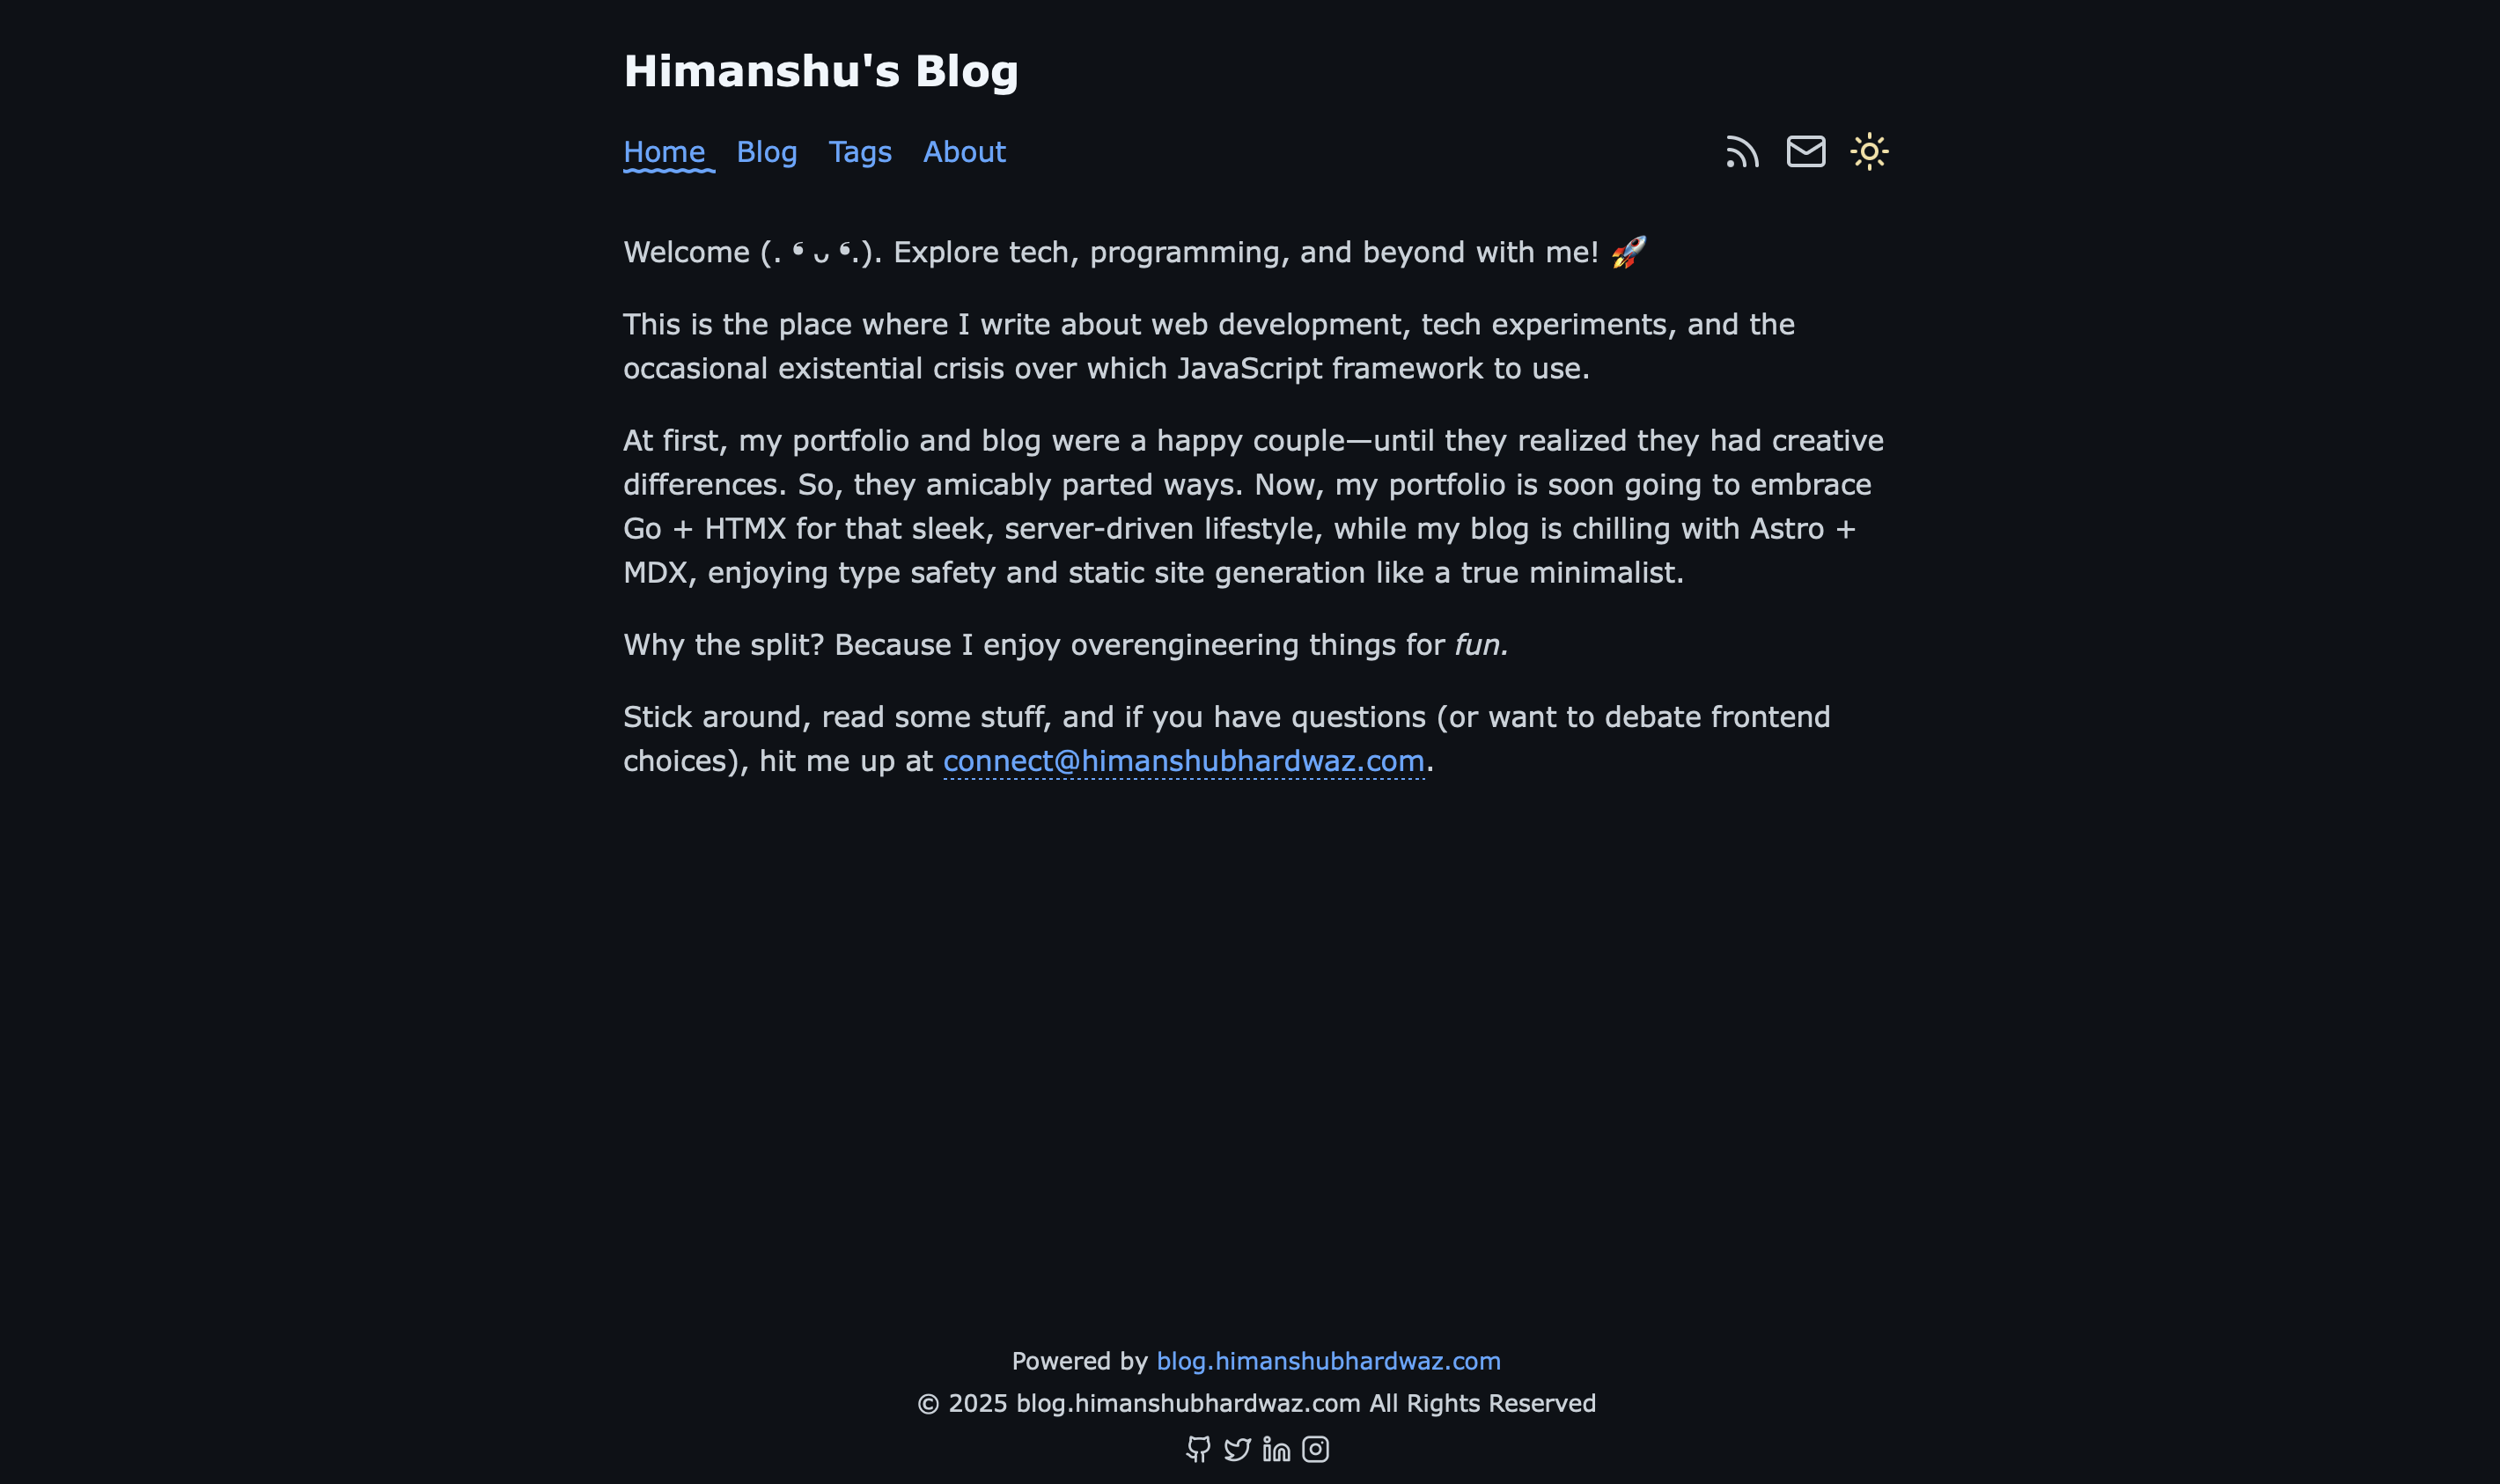 Himanshu's Blog
Home Blog Tags About
Welcome (. ❛ ᴗ ❛.). Explore tech, programming, and beyond with me! 🚀
This is the place where I write about web development, tech experiments, and the
occasional existential crisis over which JavaScript framework to use.
At first, my portfolio and blog were a happy couple—until they realized they had creative
differences. So, they amicably parted ways. Now, my portfolio is soon going to embrace
Go + HTMX for that sleek, server-driven lifestyle, while my blog is chilling with Astro +
MDX, enjoying type safety and static site generation like a true minimalist.
Why the split? Because I enjoy overengineering things for fun.
Stick around, read some stuff, and if you have questions (or want to debate frontend
choices), hit me up at connect@himanshubhardwaz.com.
Powered by blog.himanshubhardwaz.com
© 2025 blog.himanshubhardwaz.com All Rights Reserved